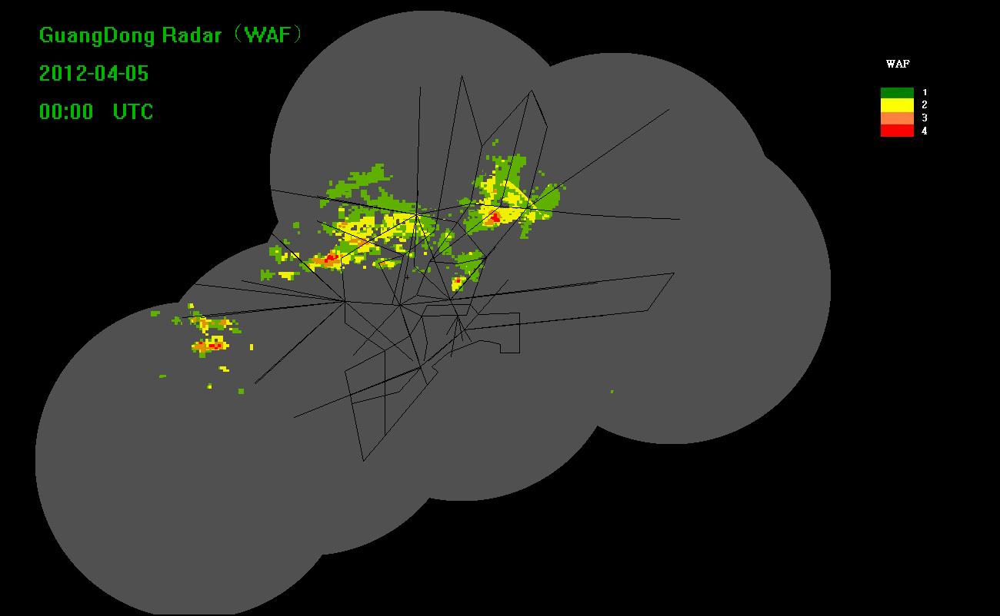 GuangDong Radar（WAF）
2012-04-05
00:00 UTC
WAF
1
2
3
4